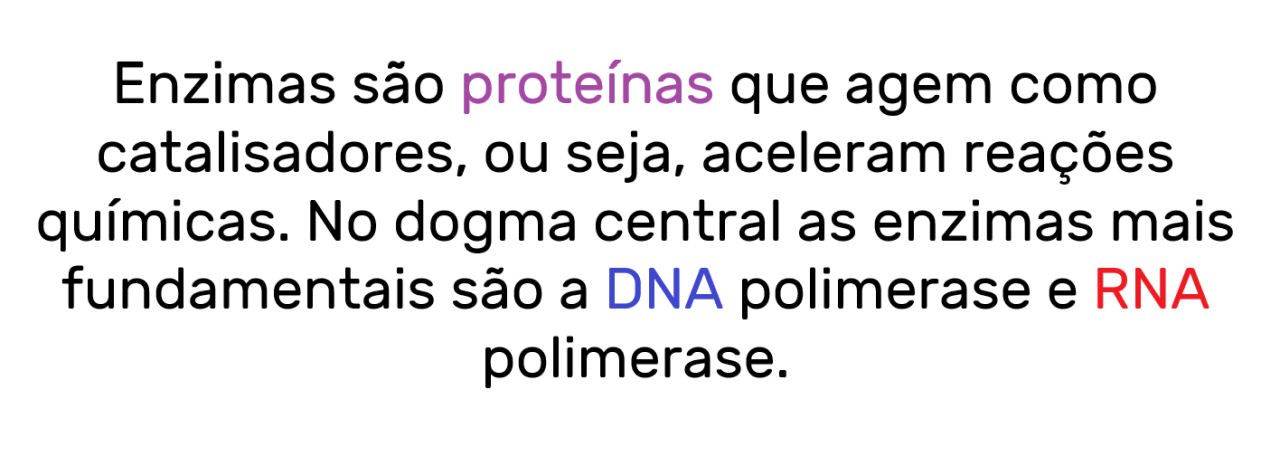 Enzimas são proteínas que agem como
catalisadores, ou seja, aceleram reações
químicas. No dogma central as enzimas mais
fundamentais são a DNA polimerase e RNA
polimerase.